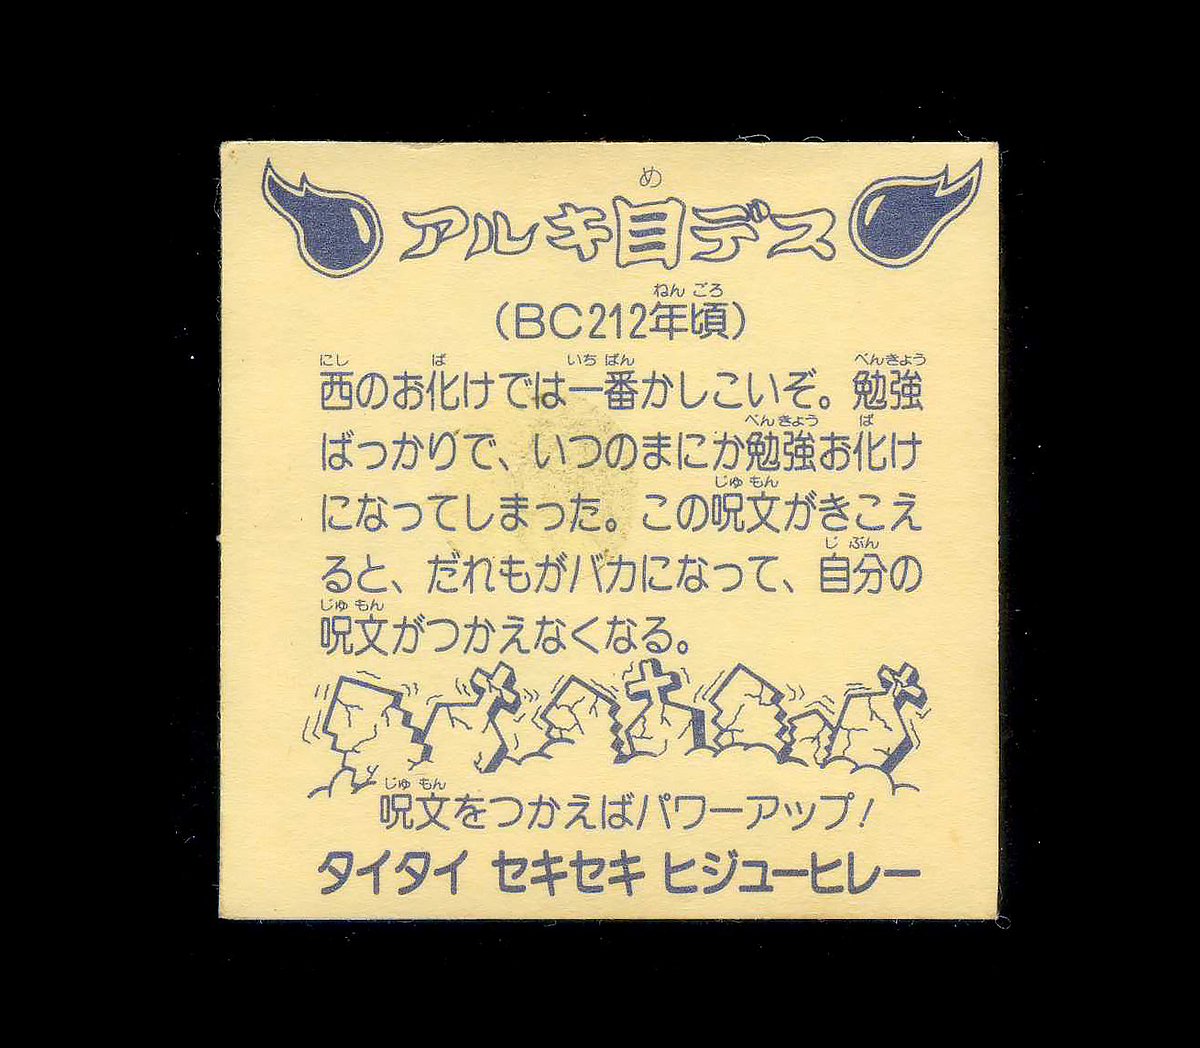 め
アルキ目デス
ねん ごろ
(BC212年頃)
にし ば いち ばん べんきょう
西のお化けでは一番かしこいぞ。勉強
べんきょう ば
ばっかりで、いつのまにか勉強お化け
じゅ もん
になってしまった。この呪文がきこえ
じ ぶん
ると、だれもがバカになって、自分の
じゅ もん
呪文がつかえなくなる。
じゅ もん
呪文をつかえばパワーアップ!
タイタイ セキセキ ヒジューヒレー